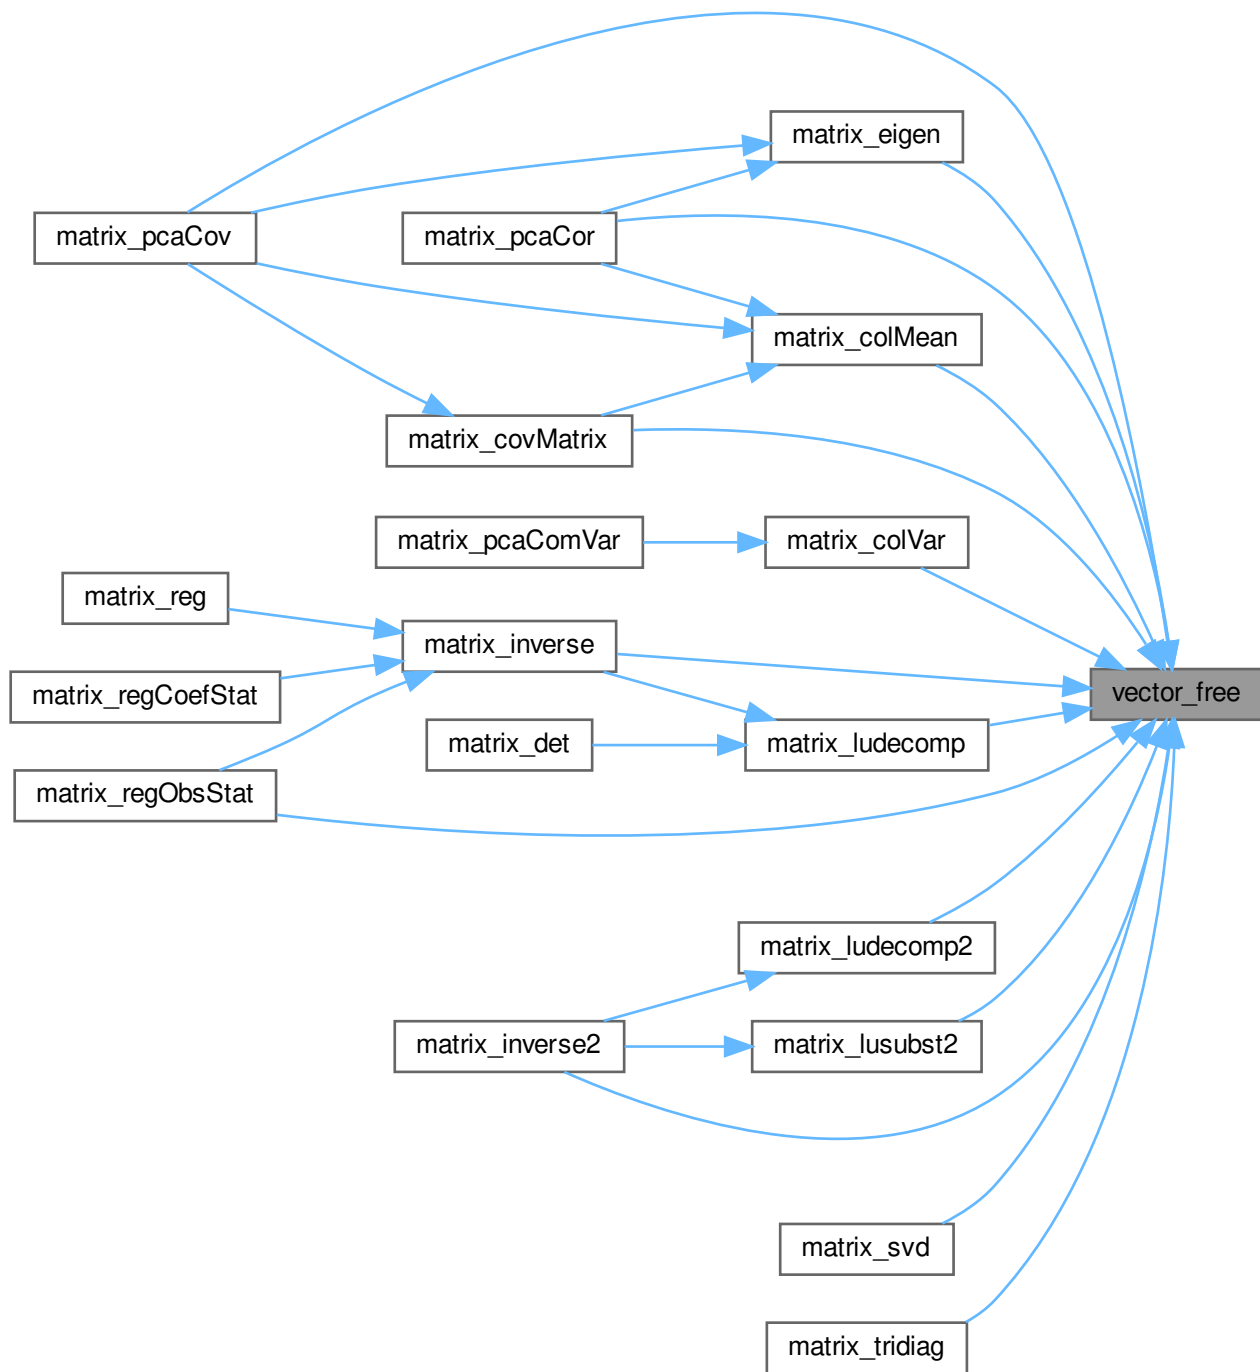 matrix_eigen
matrix_pcaCov
matrix_pcaCor
matrix_colMean
matrix_covMatrix
matrix_pcaComVar
matrix_colVar
matrix_reg
matrix_inverse
matrix_regCoefStat
vector_free
matrix_det
matrix_ludecomp
matrix_regObsStat
matrix_ludecomp2
matrix_inverse2
matrix_lusubst2
matrix_svd
matrix_tridiag